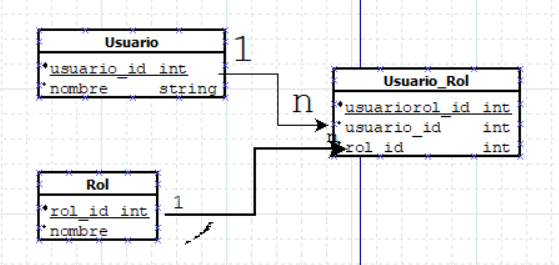 Usuario
usuario_id int
nombre string
1
n
Usuario_Rol
usuariorol_id int
usuario_id int
rol_id int
n
Rol
rol_id int
nombre
1